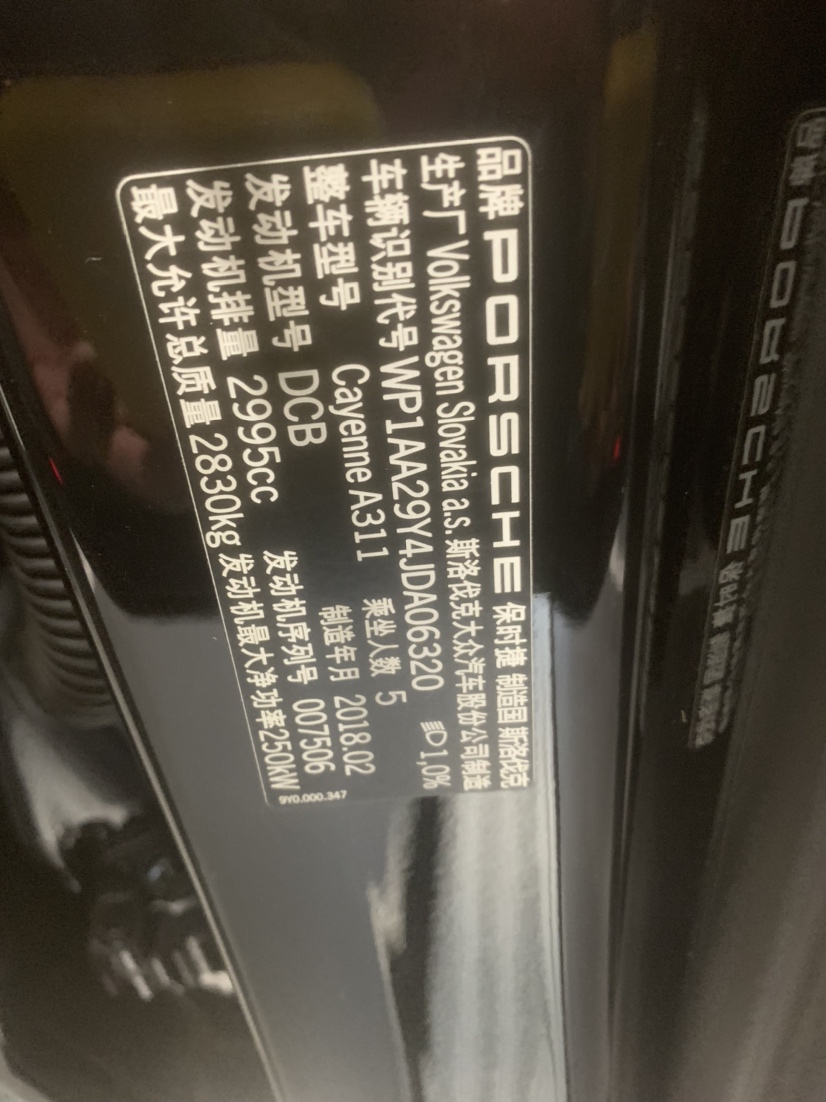 品牌 PORSCHE 保时捷 制造国 斯洛伐克
生产厂 Volkswagen Slovakia a.s. 斯洛伐克大众汽车股份公司制造
车辆识别代号 WP1AA29Y4JDA06320 1,0%
整车型号 Cayenne A311 乘坐人数 5
发动机型号 DCB 制造年月 2018.02
发动机排量 2995cc 发动机序列号 007506
最大允许总质量 2830kg 发动机最大净功率250kW
9Y0.000.347
PORSCHE